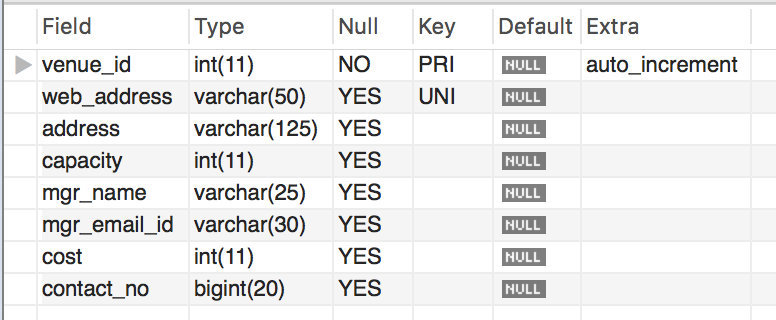 Field Type Null Key Default Extra
venue_id int(11) NO PRI NULL auto_increment
web_address varchar(50) YES UNI NULL
address varchar(125) YES NULL
capacity int(11) YES NULL
mgr_name varchar(25) YES NULL
mgr_email_id varchar(30) YES NULL
cost int(11) YES NULL
contact_no bigint(20) YES NULL